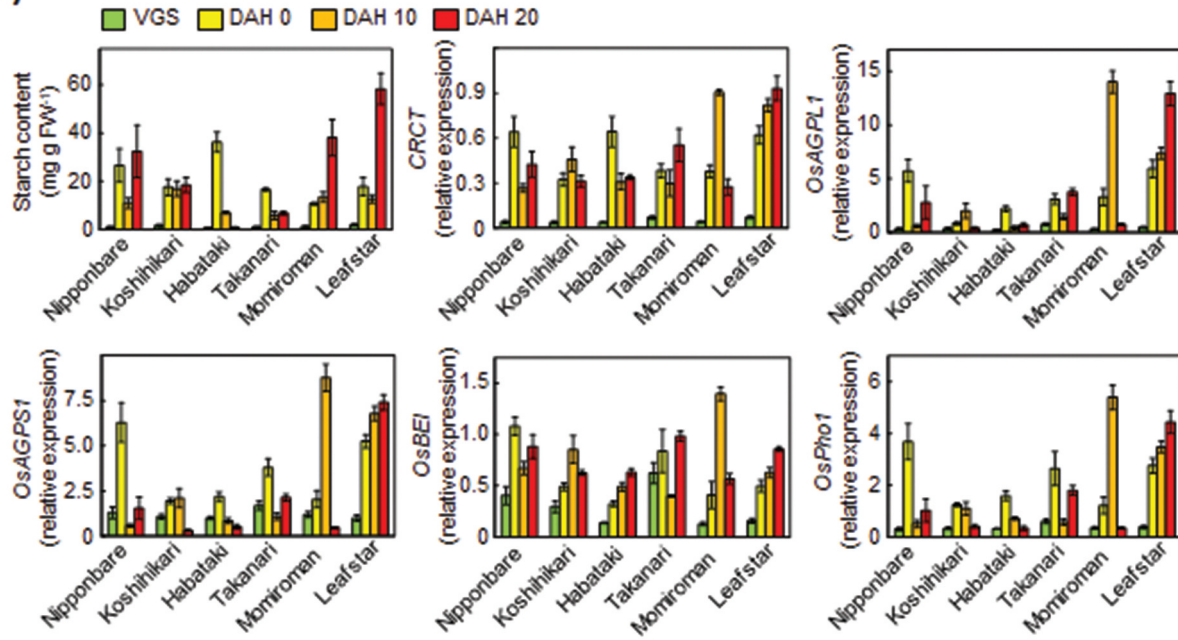 VGS DAH 0 DAH 10 DAH 20
Starch content
(mg g FW-1)
60
40
20
0
Nipponbare
Koshihikari
Habataki
Takanari
Momiroman
Leafstar
CRCT
(relative expression)
0.9
0.6
0.3
0
Nipponbare
Koshihikari
Habataki
Takanari
Momiroman
Leafstar
OsAGPL1
(relative expression)
15
10
5
0
Nipponbare
Koshihikari
Habataki
Takanari
Momiroman
Leafstar
OsAGPS1
(relative expression)
7.5
5.0
2.5
0
Nipponbare
Koshihikari
Habataki
Takanari
Momiroman
Leafstar
OsBEI
(relative expression)
1.5
1.0
0.5
0
Nipponbare
Koshihikari
Habataki
Takanari
Momiroman
Leafstar
OsPho1
(relative expression)
6
4
2
0
Nipponbare
Koshihikari
Habataki
Takanari
Momiroman
Leafstar